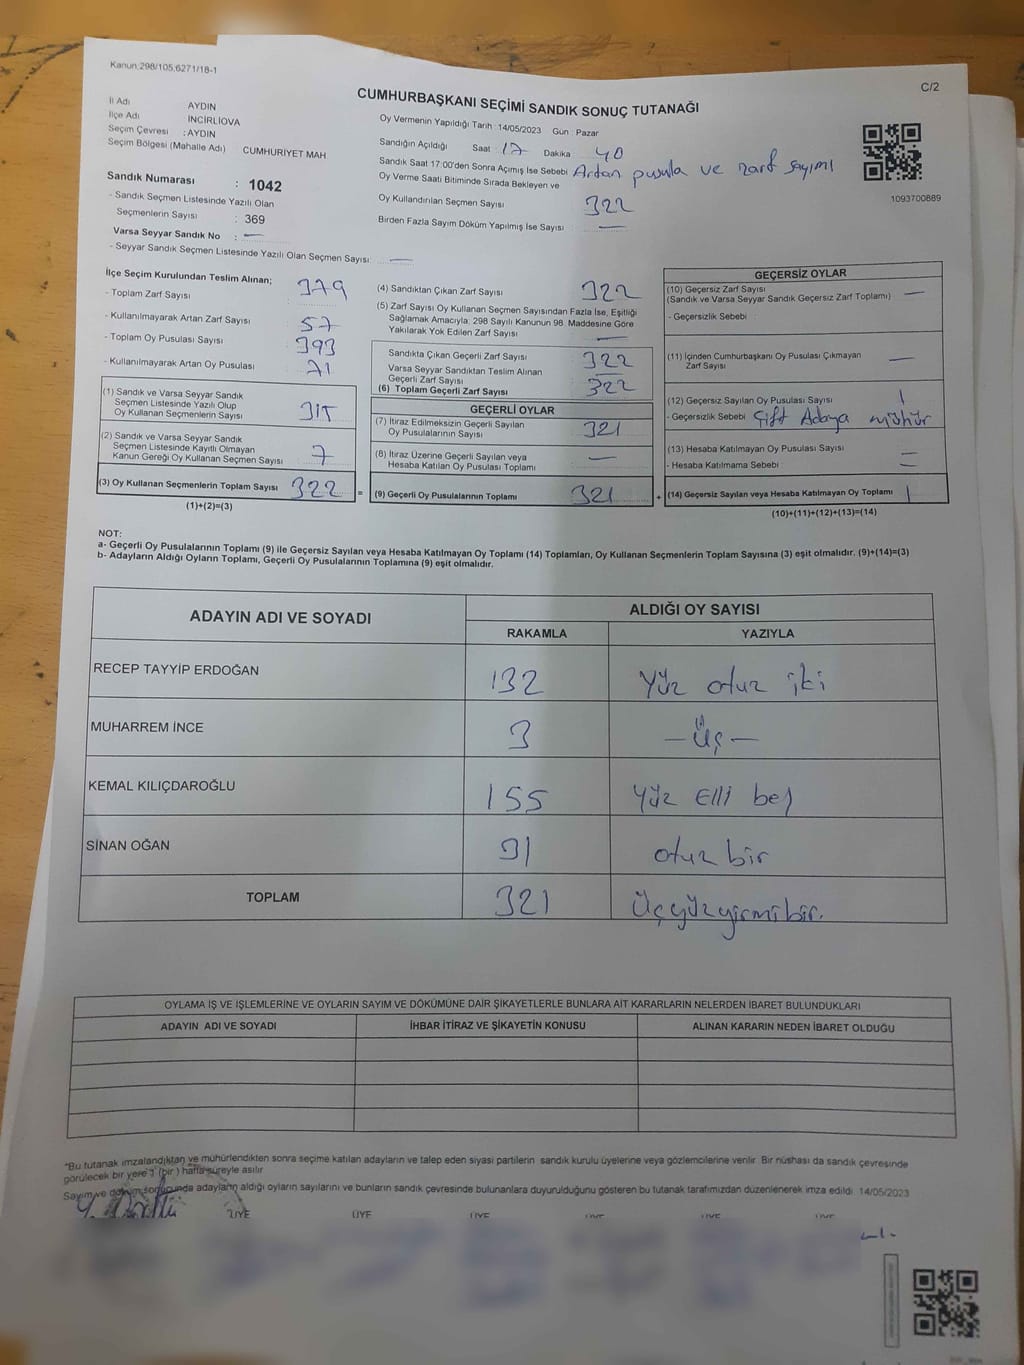 Kanun:298/105,6271/18-1
C/2
CUMHURBAŞKANI SEÇİMİ SANDIK SONUÇ TUTANAĞI
İl Adı AYDIN
İlçe Adı İNCİRLİOVA
Seçim Çevresi : AYDIN
Seçim Bölgesi (Mahalle Adı) CUMHURİYET MAH
Sandık Numarası : 1042
- Sandık Seçmen Listesinde Yazılı Olan
Seçmenlerin Sayısı : 369
Varsa Seyyar Sandık No : —
- Seyyar Sandık Seçmen Listesinde Yazılı Olan Seçmen Sayısı: —
Oy Vermenin Yapıldığı Tarih :14/05/2023 Gün : Pazar
Sandığın Açıldığı Saat 17 Dakika 40
Sandık Saat 17:00'den Sonra Açımış İse Sebebi Artan pusula ve zarf sayımı
Oy Verme Saati Bitiminde Sırada Bekleyen ve
Oy Kullandırılan Seçmen Sayısı 322
Birden Fazla Sayım Döküm Yapılmış İse Sayısı —
1093700889
İlçe Seçim Kurulundan Teslim Alınan;
- Toplam Zarf Sayısı 379
- Kullanılmayarak Artan Zarf Sayısı 57
- Toplam Oy Pusulası Sayısı 393
- Kullanılmayarak Artan Oy Pusulası 71
(1) Sandık ve Varsa Seyyar Sandık
Seçmen Listesinde Yazılı Olup
Oy Kullanan Seçmenlerin Sayısı 315
(2) Sandık ve Varsa Seyyar Sandık
Seçmen Listesinde Kayıtlı Olmayan
Kanun Gereği Oy Kullanan Seçmen Sayısı 7
(3) Oy Kullanan Seçmenlerin Toplam Sayısı 322 =
(1)+(2)=(3)
(4) Sandıktan Çıkan Zarf Sayısı 322
(5) Zarf Sayısı Oy Kullanan Seçmen Sayısından Fazla İse, Eşitliği
Sağlamak Amacıyla; 298 Sayılı Kanunun 98. Maddesine Göre
Yakılarak Yok Edilen Zarf Sayısı —
Sandıkta Çıkan Geçerli Zarf Sayısı 322
Varsa Seyyar Sandıktan Teslim Alınan
Geçerli Zarf Sayısı —
(6) Toplam Geçerli Zarf Sayısı 322
GEÇERLİ OYLAR
(7) İtiraz Edilmeksizin Geçerli Sayılan
Oy Pusulalarının Sayısı 321
(8) İtiraz Üzerine Geçerli Sayılan veya
Hesaba Katılan Oy Pusulası Toplamı —
(9) Geçerli Oy Pusulalarının Toplamı 321 +
GEÇERSİZ OYLAR
(10) Geçersiz Zarf Sayısı —
(Sandık ve Varsa Seyyar Sandık Geçersiz Zarf Toplamı)
- Geçersizlik Sebebi :
(11) İçinden Cumhurbaşkanı Oy Pusulası Çıkmayan
Zarf Sayısı —
(12) Geçersiz Sayılan Oy Pusulası Sayısı 1
- Geçersizlik Sebebi Çift Adaya mühür
(13) Hesaba Katılmayan Oy Pusulası Sayısı —
- Hesaba Katılmama Sebebi —
(14) Geçersiz Sayılan veya Hesaba Katılmayan Oy Toplamı 1
(10)+(11)+(12)+(13)=(14)
NOT:
a- Geçerli Oy Pusulalarının Toplamı (9) ile Geçersiz Sayılan veya Hesaba Katılmayan Oy Toplamı (14) Toplamları, Oy Kullanan Seçmenlerin Toplam Sayısına (3) eşit olmalıdır. (9)+(14)=(3)
b- Adayların Aldığı Oyların Toplamı, Geçerli Oy Pusulalarının Toplamına (9) eşit olmalıdır.
ADAYIN ADI VE SOYADI ALDIĞI OY SAYISI
RAKAMLA YAZIYLA
RECEP TAYYİP ERDOĞAN 132 Yüz otuz iki
MUHARREM İNCE 3 —Üç—
KEMAL KILIÇDAROĞLU 155 Yüz Elli beş
SİNAN OĞAN 31 otuz bir
TOPLAM 321 Üçyüzyirmibir.
OYLAMA İŞ VE İŞLEMLERİNE VE OYLARIN SAYIM VE DÖKÜMÜNE DAİR ŞİKAYETLERLE BUNLARA AİT KARARLARIN NELERDEN İBARET BULUNDUKLARI
ADAYIN ADI VE SOYADI İHBAR İTİRAZ VE ŞİKAYETİN KONUSU ALINAN KARARIN NEDEN İBARET OLDUĞU
"Bu tutanak imzalandıktan ve mühürlendikten sonra seçime katılan adayların ve talep eden siyasi partilerin sandık kurulu üyelerine veya gözlemcilerine verilir. Bir nüshası da sandık çevresinde
görülecek bir yere 1 (bir) hafta süreyle asılır
Sayım ve döküm sonucunda adayların aldığı oyların sayılarını ve bunların sandık çevresinde bulunanlara duyurulduğunu gösteren bu tutanak tarafımızdan düzenlenerek imza edildi. 14/05/2023
ÜYE ÜYE ÜYE ÜYE ÜYE ÜYE